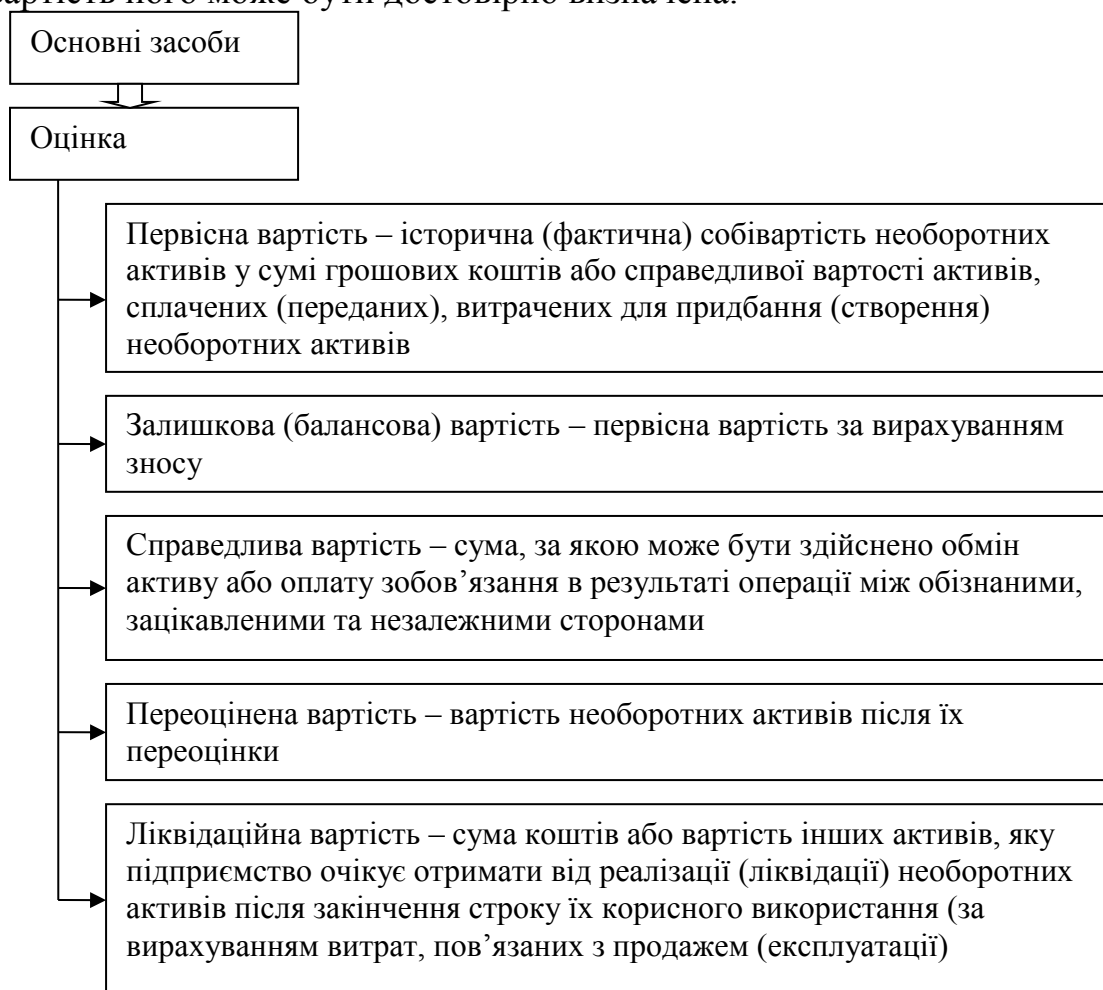 вартість його може бути достовірно визначена.
Основні засоби
Оцінка
Первісна вартість – історична (фактична) собівартість необоротних
активів у сумі грошових коштів або справедливої вартості активів,
сплачених (переданих), витрачених для придбання (створення)
необоротних активів
Залишкова (балансова) вартість – первісна вартість за вирахуванням
зносу
Справедлива вартість – сума, за якою може бути здійснено обмін
активу або оплату зобов’язання в результаті операції між обізнаними,
зацікавленими та незалежними сторонами
Переоцінена вартість – вартість необоротних активів після їх
переоцінки
Ліквідаційна вартість – сума коштів або вартість інших активів, яку
підприємство очікує отримати від реалізації (ліквідації) необоротних
активів після закінчення строку їх корисного використання (за
вирахуванням витрат, пов’язаних з продажем (експлуатації)